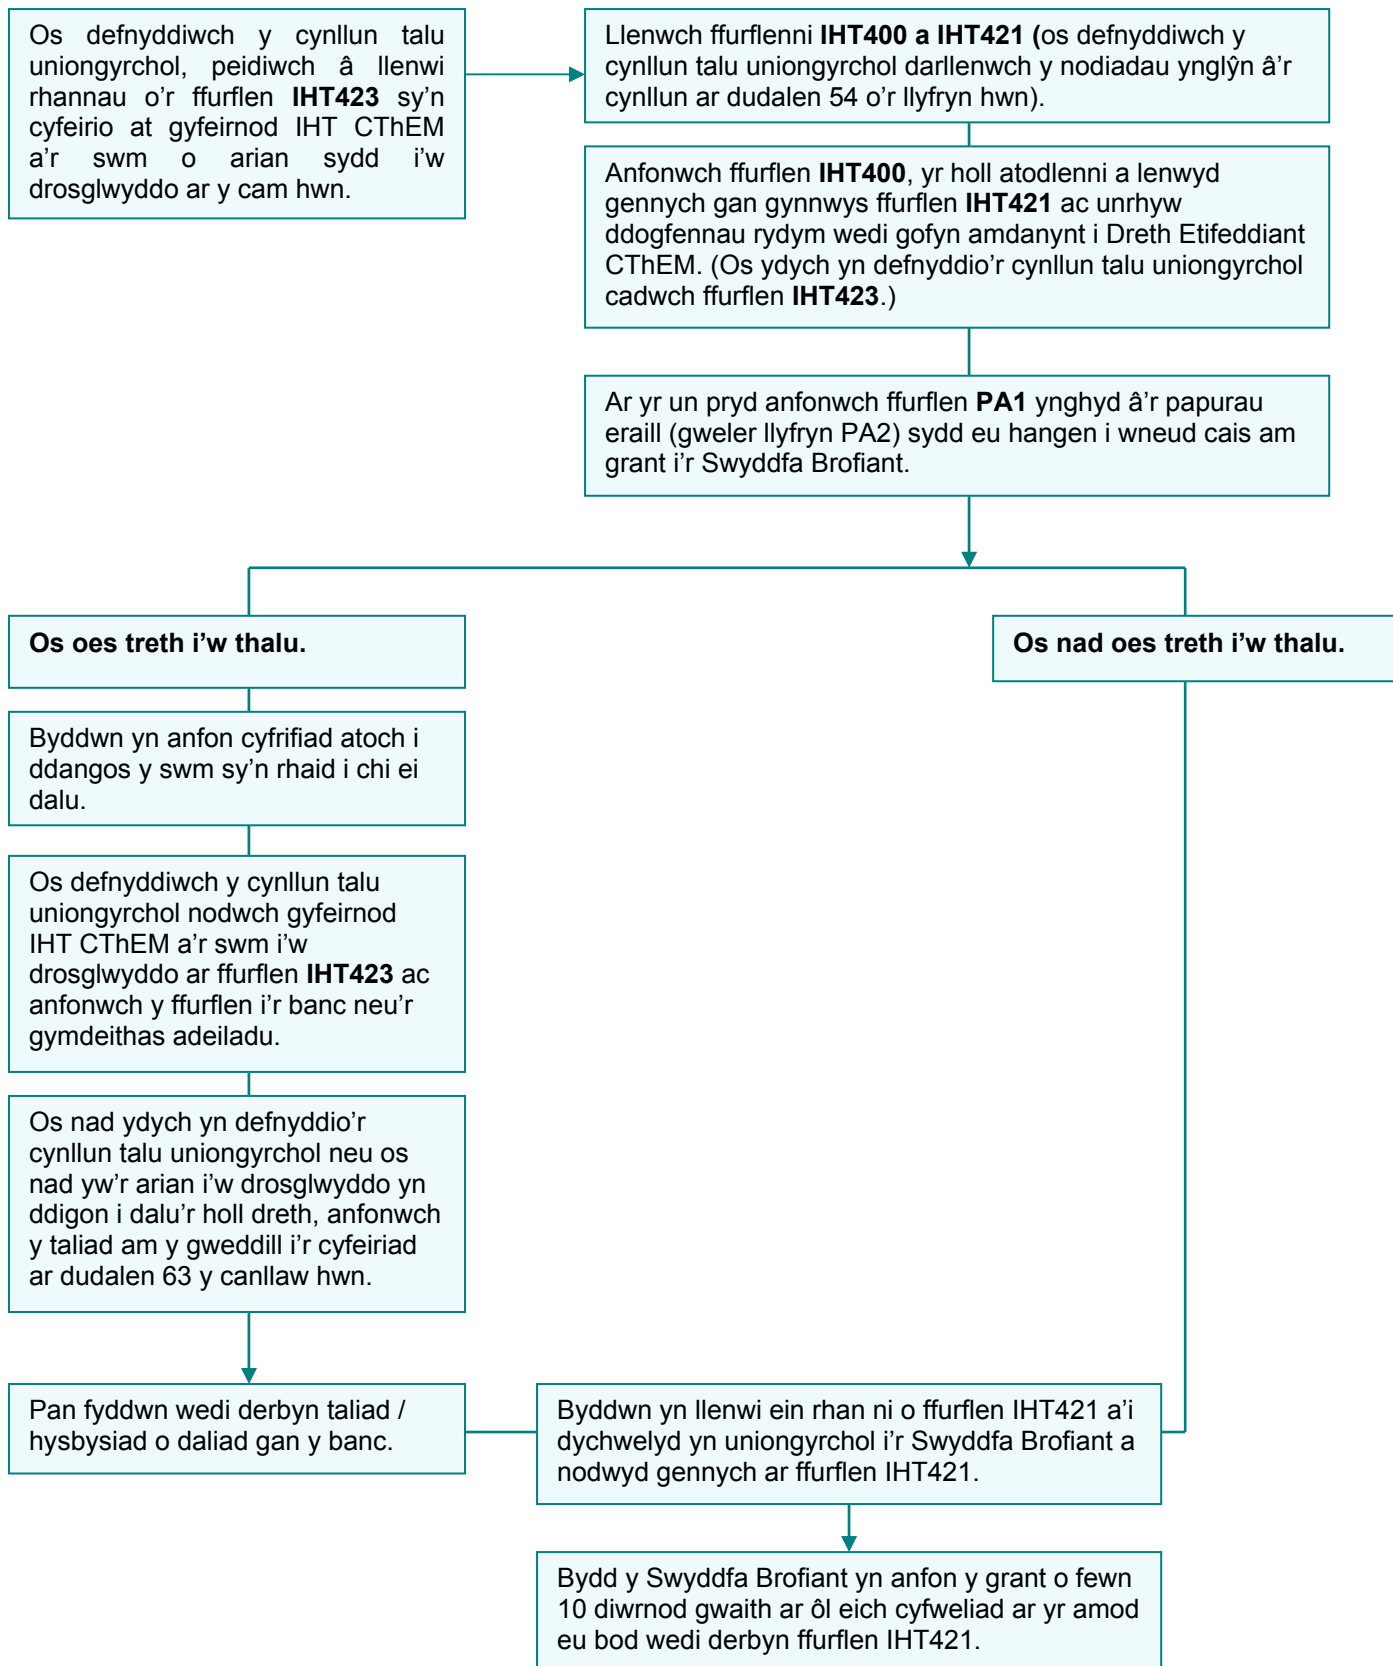 Os defnyddiwch y cynllun talu
uniongyrchol, peidiwch â llenwi
rhannau o’r ffurflen IHT423 sy’n
cyfeirio at gyfeirnod IHT CThEM
a’r swm o arian sydd i’w
drosglwyddo ar y cam hwn.
Llenwch ffurflenni IHT400 a IHT421 (os defnyddiwch y
cynllun talu uniongyrchol darllenwch y nodiadau ynglŷn â’r
cynllun ar dudalen 54 o’r llyfryn hwn).
Anfonwch ffurflen IHT400, yr holl atodlenni a lenwyd
gennych gan gynnwys ffurflen IHT421 ac unrhyw
ddogfennau rydym wedi gofyn amdanynt i Dreth Etifeddiant
CThEM. (Os ydych yn defnyddio’r cynllun talu uniongyrchol
cadwch ffurflen IHT423.)
Ar yr un pryd anfonwch ffurflen PA1 ynghyd â’r papurau
eraill (gweler llyfryn PA2) sydd eu hangen i wneud cais am
grant i’r Swyddfa Brofiant.
Os oes treth i’w thalu.
Os nad oes treth i’w thalu.
Byddwn yn anfon cyfrifiad atoch i
ddangos y swm sy’n rhaid i chi ei
dalu.
Os defnyddiwch y cynllun talu
uniongyrchol nodwch gyfeirnod
IHT CThEM a’r swm i’w
drosglwyddo ar ffurflen IHT423 ac
anfonwch y ffurflen i’r banc neu’r
gymdeithas adeiladu.
Os nad ydych yn defnyddio’r
cynllun talu uniongyrchol neu os
nad yw’r arian i’w drosglwyddo yn
ddigon i dalu’r holl dreth, anfonwch
y taliad am y gweddill i’r cyfeiriad
ar dudalen 63 y canllaw hwn.
Pan fyddwn wedi derbyn taliad /
hysbysiad o daliad gan y banc.
Byddwn yn llenwi ein rhan ni o ffurflen IHT421 a’i
dychwelyd yn uniongyrchol i’r Swyddfa Brofiant a
nodwyd gennych ar ffurflen IHT421.
Bydd y Swyddfa Brofiant yn anfon y grant o fewn
10 diwrnod gwaith ar ôl eich cyfweliad ar yr amod
eu bod wedi derbyn ffurflen IHT421.